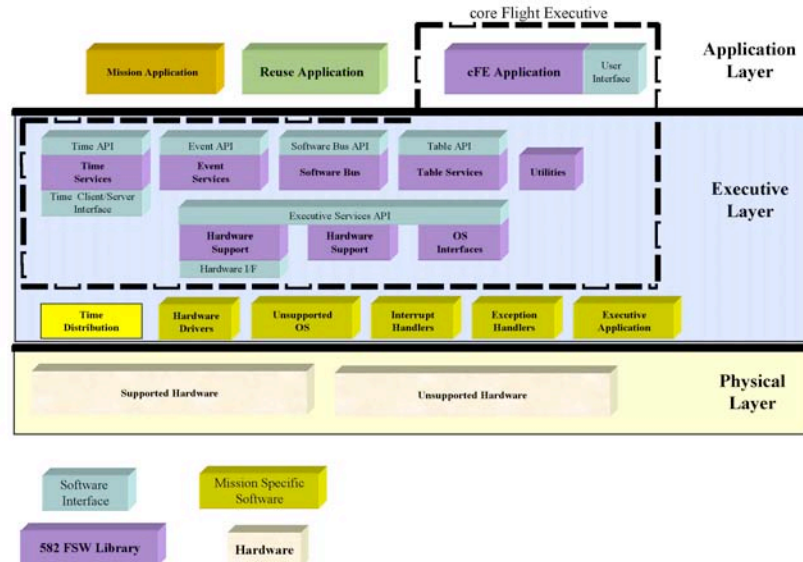 core Flight Executive
Mission Application
Reuse Application
cFE Application
User
Interface
Application
Layer
Time API
Event API
Software Bus API
Table API
Time
Services
Event
Services
Software Bus
Table Services
Utilities
Time Client/Server
Interface
Executive Services API
Hardware
Support
Hardware
Support
OS
Interfaces
Hardware I/F
Executive
Layer
Time
Distribution
Hardware
Drivers
Unsupported
OS
Interrupt
Handlers
Exception
Handlers
Executive
Application
Supported Hardware
Unsupported Hardware
Physical
Layer
Software
Interface
Mission Specific
Software
582 FSW Library
Hardware